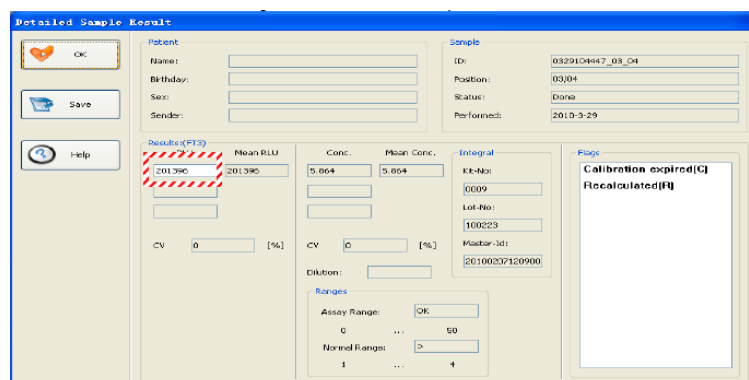 Detailed Sample Result
OK
Save
Help
Patient
Name:
Birthday:
Sex:
Sender:
Sample
ID: 0329104447_03_04
Position: 03/04
Status: Done
Performed: 2010-3-29
Results:(FT3)
Mean RLU
201396 201396
CV 0 [%]
Conc. Mean Conc.
5.864 5.864
CV 0 [%]
Dilution:
Ranges
Assay Range: OK
0 ... 50
Normal Range: >
1 ... 4
Integral
Kit-No:
0009
Lot-No:
100223
Master-Id:
20100207120900
Flags
Calibration expired(C)
Recalculated(R)